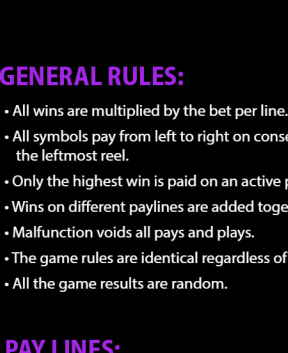 GENERAL RULES:
• All wins are multiplied by the bet per line.
• All symbols pay from left to right on
the leftmost reel.
• Only the highest win is paid on an active
• Wins on different paylines are added
• Malfunction voids all pays and plays.
• The game rules are identical regardless of
• All the game results are random.
PAY LINES: